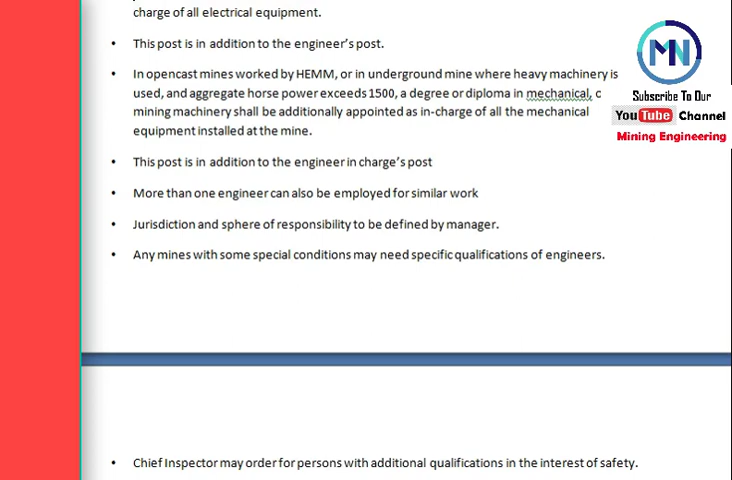 charge of all electrical equipment.
• This post is in addition to the engineer's post.
• In opencast mines worked by HEMM, or in underground mine where heavy machinery is
used, and aggregate horse power exceeds 1500, a degree or diploma in mechanical,
mining machinery shall be additionally appointed as in-charge of all the mechanical
equipment installed at the mine.
• This post is in addition to the engineer in charge's post
• More than one engineer can also be employed for similar work
• Jurisdiction and sphere of responsibility to be defined by manager.
• Any mines with some special conditions may need specific qualifications of engineers.
• Chief Inspector may order for persons with additional qualifications in the interest of safety.
MN
Subscribe To Our
YouTube Channel
Mining Engineering